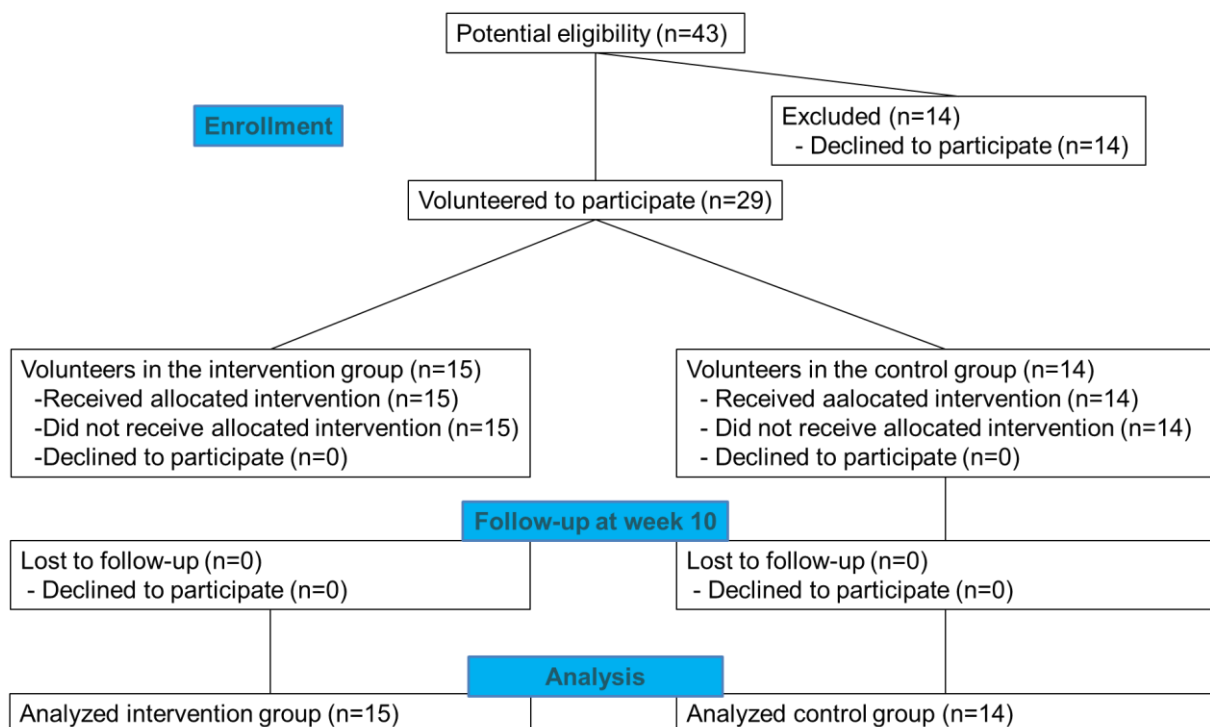 Potential eligibility (n=43)
Enrollment
Excluded (n=14)
- Declined to participate (n=14)
Volunteered to participate (n=29)
Volunteers in the intervention group (n=15)
-Received allocated intervention (n=15)
-Did not receive allocated intervention (n=15)
-Declined to participate (n=0)
Volunteers in the control group (n=14)
- Received aalocated intervention (n=14)
- Did not receive allocated intervention (n=14)
- Declined to participate (n=0)
Follow-up at week 10
Lost to follow-up (n=0)
- Declined to participate (n=0)
Lost to follow-up (n=0)
- Declined to participate (n=0)
Analysis
Analyzed intervention group (n=15)
Analyzed control group (n=14)